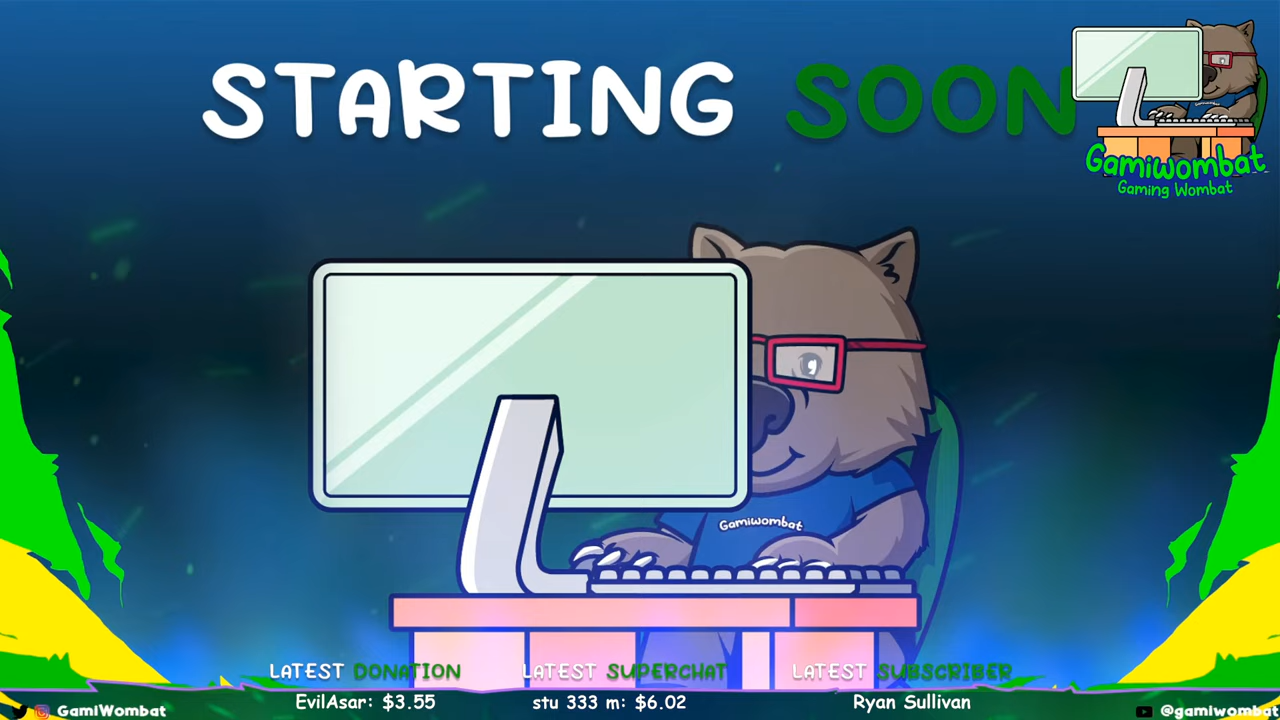 STARTING SOON
Gamiwombat
Gaming Wombat
Gamiwombat
LATEST DONATION
LATEST SUPERCHAT
LATEST SUBSCRIBER
EvilAsar: $3.55
stu 333 m: $6.02
Ryan Sullivan
GamiWombat
@gamiwombat